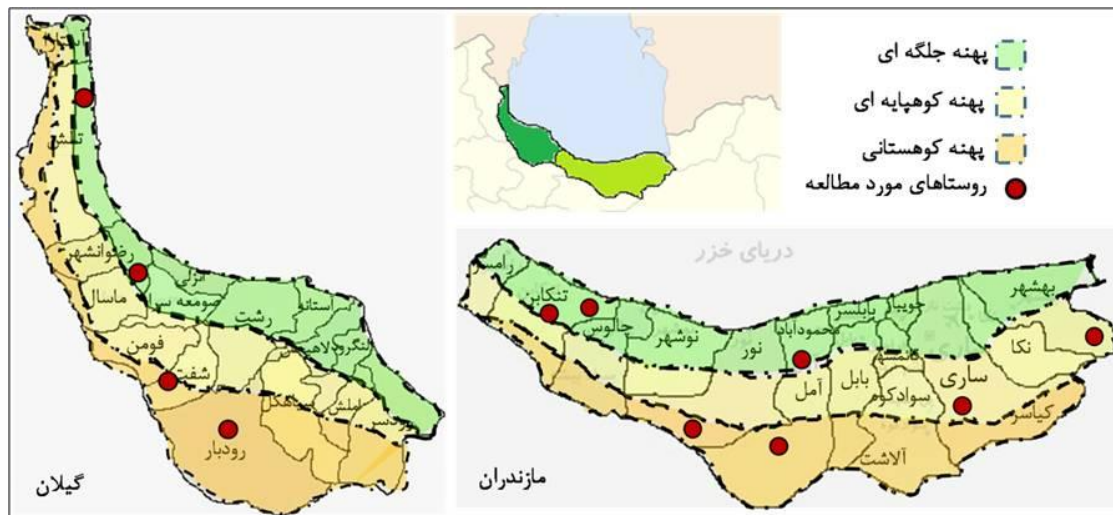 پهنه جلگه ای
پهنه کوهپایه ای
پهنه کوهستانی
روستاهای مورد مطالعه
آستارا
تالش
رضوانشهر
انزلی
ماسال
صومعه سرا
رشت
آستانه
فومن
لاهیجان
لنگرود
شفت
سیاهکل
املش
رودسر
رودبار
گیلان
دریای خزر
رامسر
تنکابن
چالوس
نوشهر
نور
محمودآباد
بابلسر
جویبار
بهشهر
قائمشهر
نکا
آمل
بابل
سوادکوه
ساری
کیاسر
آلاشت
مازندران